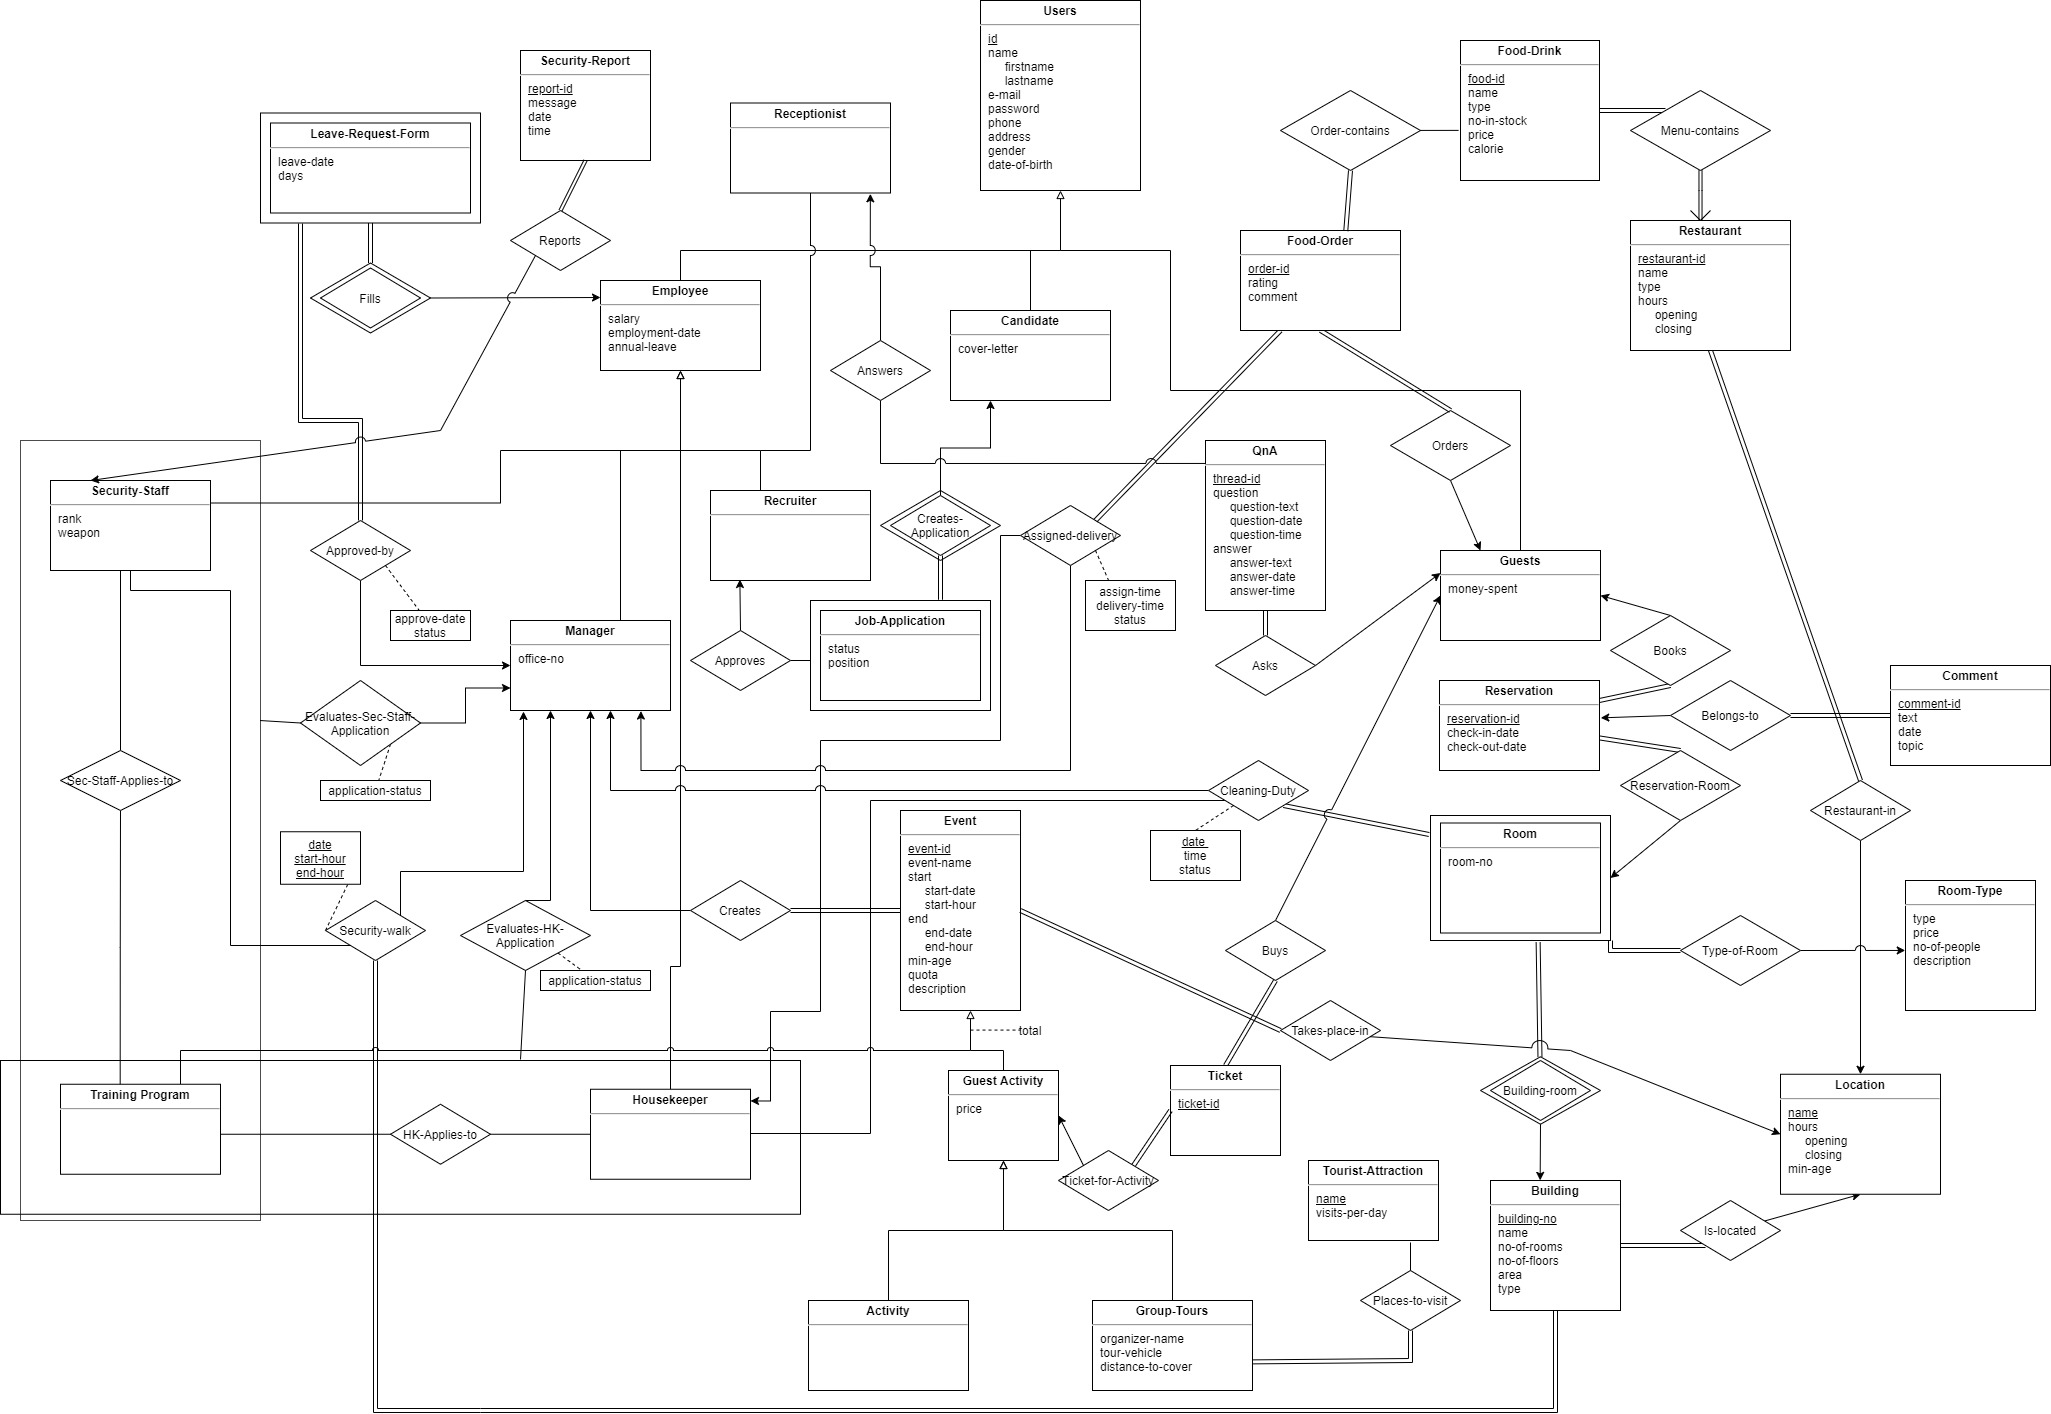 Users
id
name
firstname
lastname
e-mail
password
phone
address
gender
date-of-birth
Security-Report
report-id
message
date
time
Food-Drink
food-id
name
type
no-in-stock
price
calorie
Order-contains
Menu-contains
Leave-Request-Form
leave-date
days
Receptionist
Reports
Fills
Employee
salary
employment-date
annual-leave
Candidate
cover-letter
Answers
Food-Order
order-id
rating
comment
Restaurant
restaurant-id
name
type
hours
opening
closing
Orders
Security-Staff
rank
weapon
Approved-by
approve-date
status
Recruiter
Creates-
Application
Assigned-delivery
assign-time
delivery-time
status
QnA
thread-id
question
question-text
question-date
question-time
answer
answer-text
answer-date
answer-time
Guests
money-spent
Manager
office-no
Approves
Job-Application
status
position
Asks
Books
Reservation
reservation-id
check-in-date
check-out-date
Belongs-to
Comment
comment-id
text
date
topic
Evaluates-Sec-Staff-
Application
application-status
Sec-Staff-Applies-to
Reservation-Room
Restaurant-in
Cleaning-Duty
date
time
status
Event
event-id
event-name
start
start-date
start-hour
end
end-date
end-hour
min-age
quota
description
total
Room
room-no
date
start-hour
end-hour
Security-walk
Evaluates-HK-
Application
application-status
Creates
Buys
Type-of-Room
Room-Type
type
price
no-of-people
description
Takes-place-in
Training Program
HK-Applies-to
Housekeeper
Guest Activity
price
Ticket
ticket-id
Ticket-for-Activity
Building-room
Location
name
hours
opening
closing
min-age
Tourist-Attraction
name
visits-per-day
Building
building-no
name
no-of-rooms
no-of-floors
area
type
Is-located
Activity
Group-Tours
organizer-name
tour-vehicle
distance-to-cover
Places-to-visit